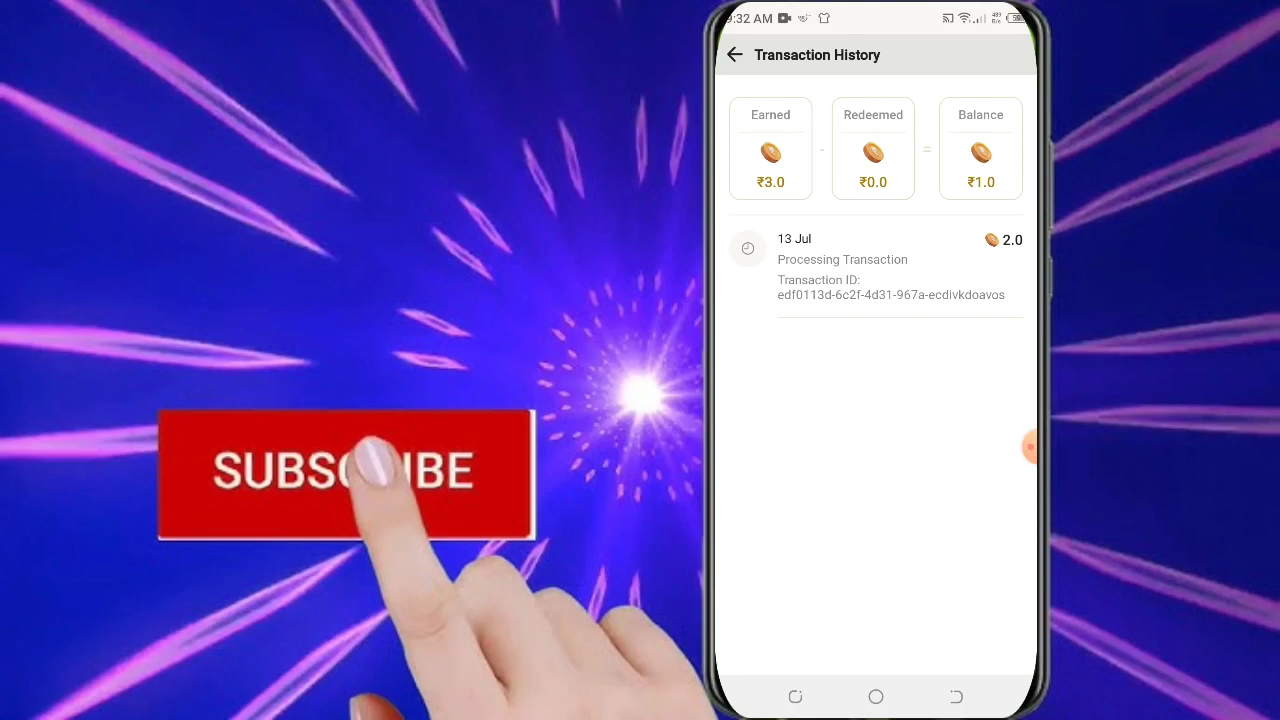 SUBSCRIBE
9:32 AM
Transaction History
Earned
Redeemed
Balance
-
=
₹3.0
₹0.0
₹1.0
13 Jul
2.0
Processing Transaction
Transaction ID:
edf0113d-6c2f-4d31-967a-ecdivkdoavos